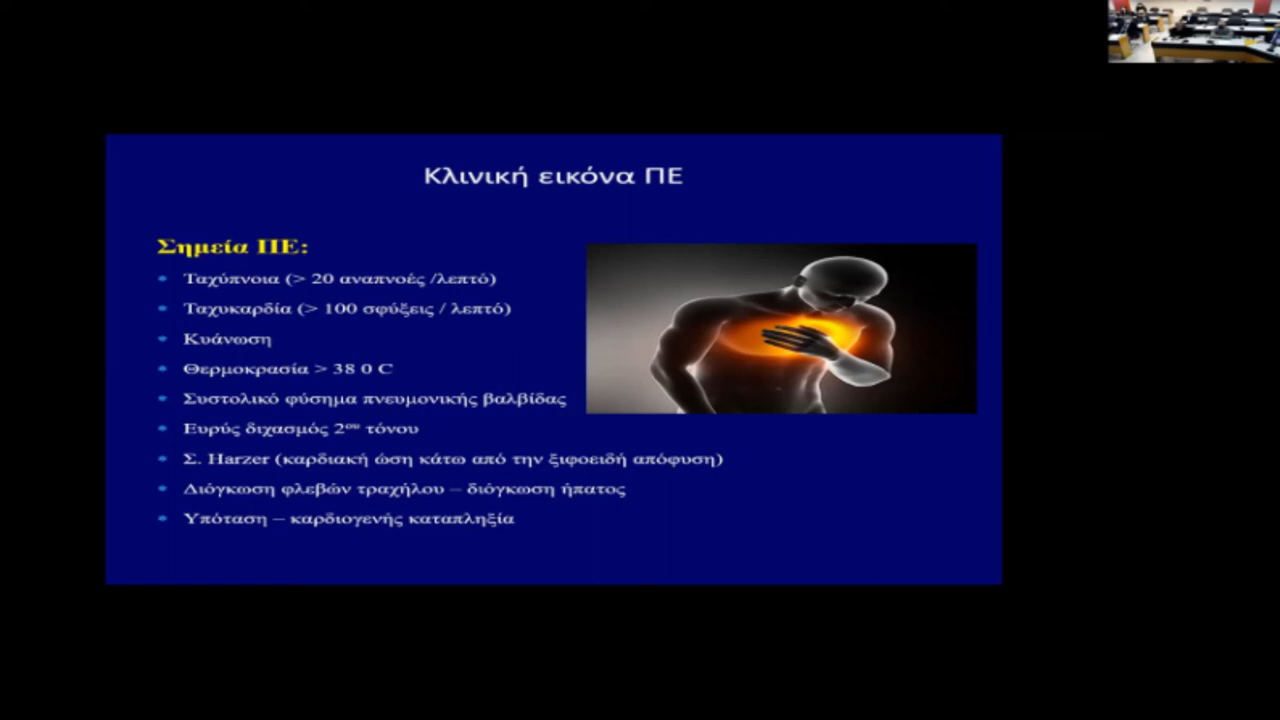 Κλινική εικόνα ΠΕ
Σημεία ΠΕ:
Ταχύπνοια (> 20 αναπνοές /λεπτό)
Ταχυκαρδία (> 100 σφύξεις / λεπτό)
Κυάνωση
Θερμοκρασία > 38 0 C
Συστολικό φύσημα πνευμονικής βαλβίδας
Ευρύς διχασμός 2ου τόνου
Σ. Harzer (καρδιακή ώση κάτω από την ξιφοειδή απόφυση)
Διόγκωση φλεβών τραχήλου – διόγκωση ήπατος
Υπόταση – καρδιογενής καταπληξία